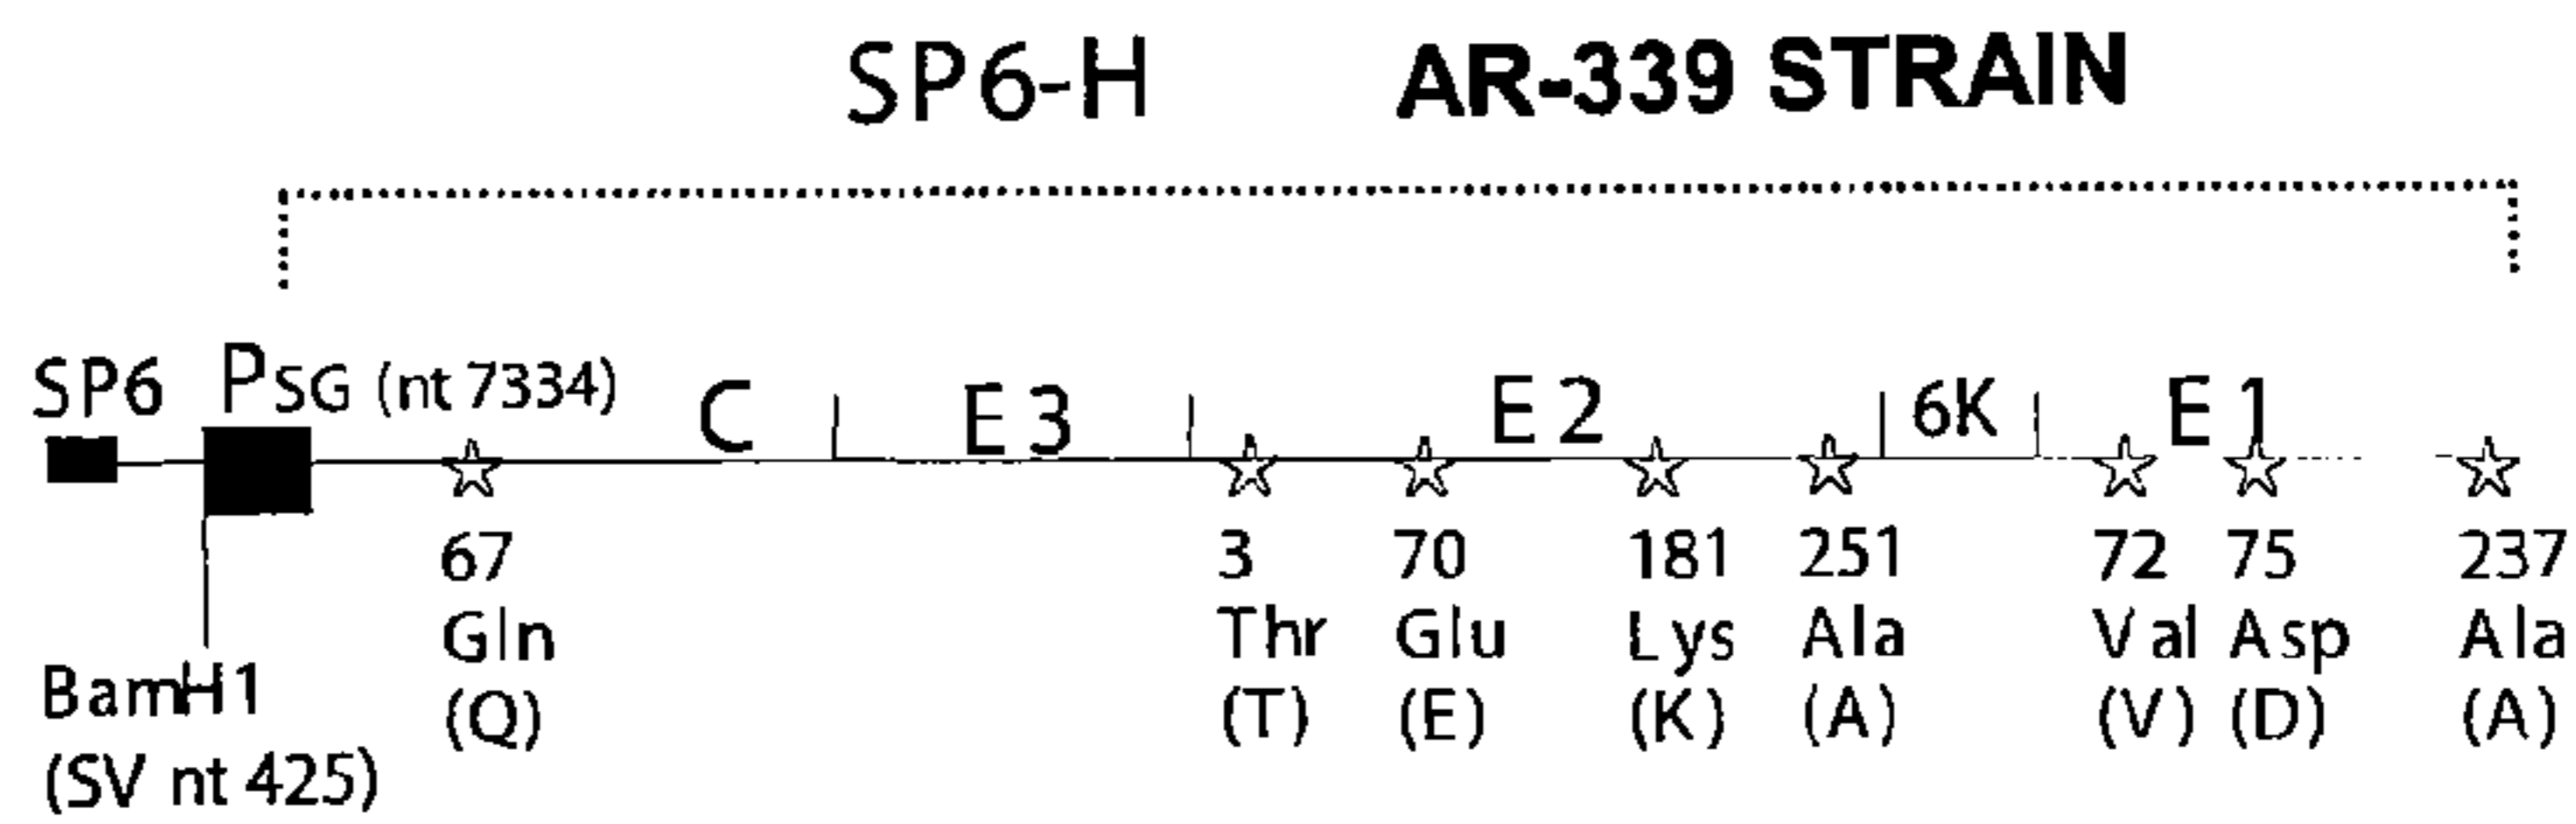 SP6-H AR-339 STRAIN
SP6 PSG (nt 7334) C E3 E2 6K E1
67 3 70 181 251 72 75 237
Gln Thr Glu Lys Ala Val Asp Ala
(Q) (T) (E) (K) (A) (V) (D) (A)
BamH1
(SV nt 425)